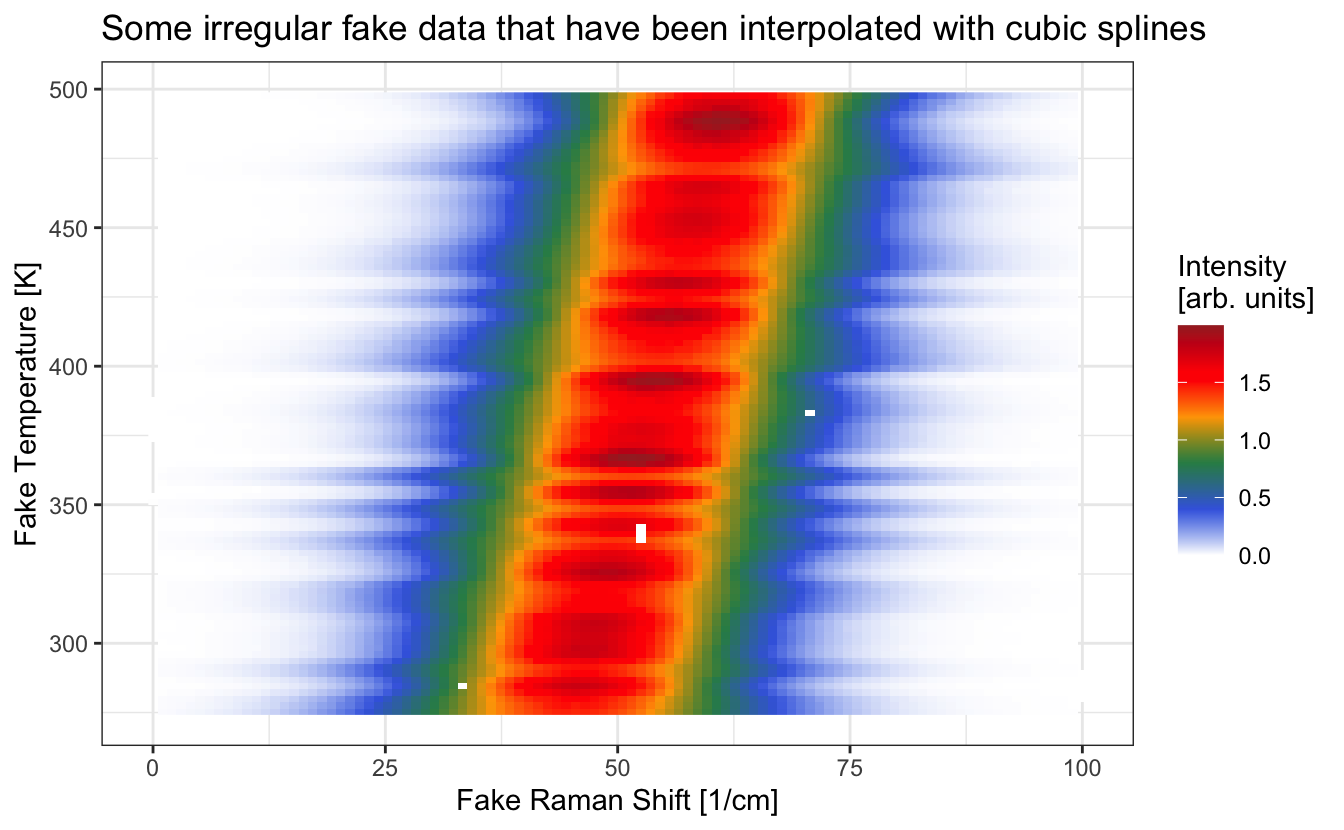 Some irregular fake data that have been interpolated with cubic splines
500
450
400
350
300
Fake Temperature [K]
0
25
50
75
100
Fake Raman Shift [1/cm]
Intensity
[arb. units]
1.5
1.0
0.5
0.0